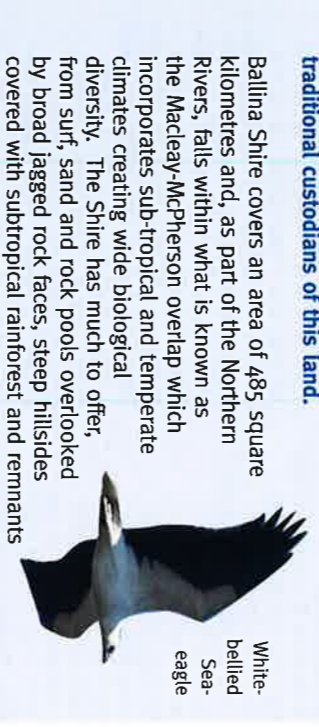 traditional custodians of this land.
Ballina Shire covers an area of 485 square
kilometres and, as part of the Northern
Rivers, falls within what is known as
the Macleay-McPherson overlap which
incorporates sub-tropical and temperate
climates creating wide biological
diversity. The Shire has much to offer,
from surf, sand and rock pools overlooked
by broad jagged rock faces, steep hillsides
covered with subtropical rainforest and remnants
White-
bellied
Sea-
eagle